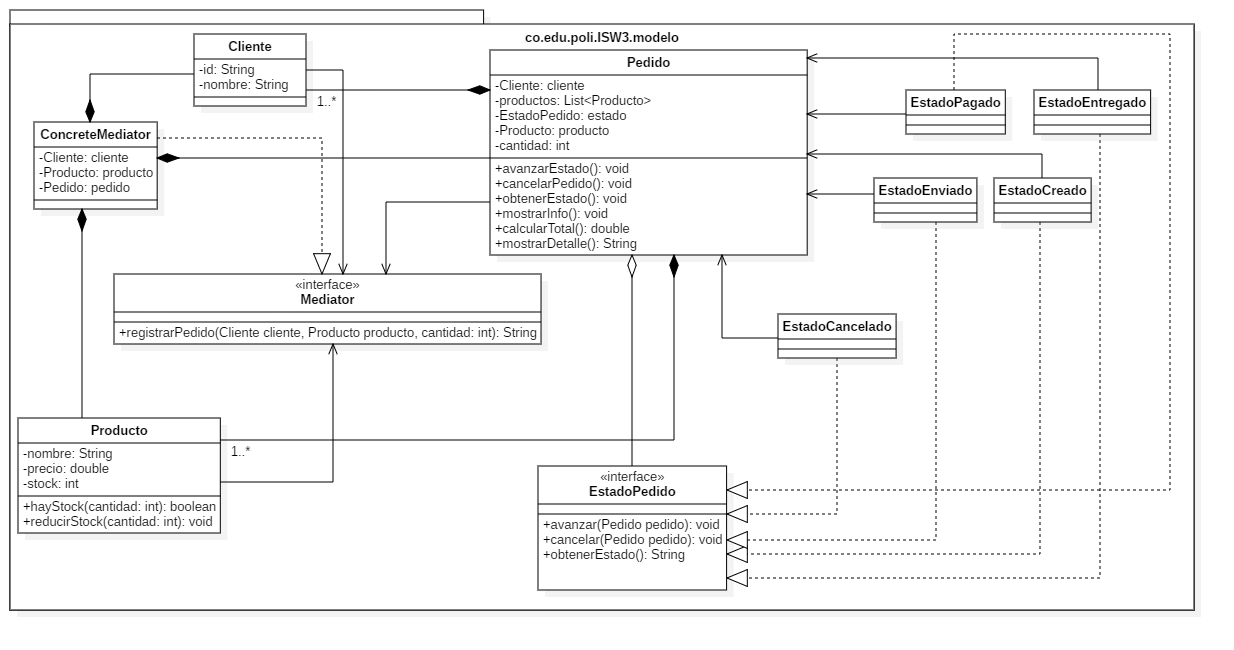 co.edu.poli.ISW3.modelo
Cliente
-id: String
-nombre: String
1..*
ConcreteMediator
-Cliente: cliente
-Producto: producto
-Pedido: pedido
Pedido
-Cliente: cliente
-productos: List<Producto>
-EstadoPedido: estado
-Producto: producto
-cantidad: int
+avanzarEstado(): void
+cancelarPedido(): void
+obtenerEstado(): void
+mostrarInfo(): void
+calcularTotal(): double
+mostrarDetalle(): String
EstadoPagado
EstadoEntregado
EstadoEnviado
EstadoCreado
«interface»
Mediator
+registrarPedido(Cliente cliente, Producto producto, cantidad: int): String
EstadoCancelado
Producto
-nombre: String
-precio: double
-stock: int
+hayStock(cantidad: int): boolean
+reducirStock(cantidad: int): void
1..*
«interface»
EstadoPedido
+avanzar(Pedido pedido): void
+cancelar(Pedido pedido): void
+obtenerEstado(): String